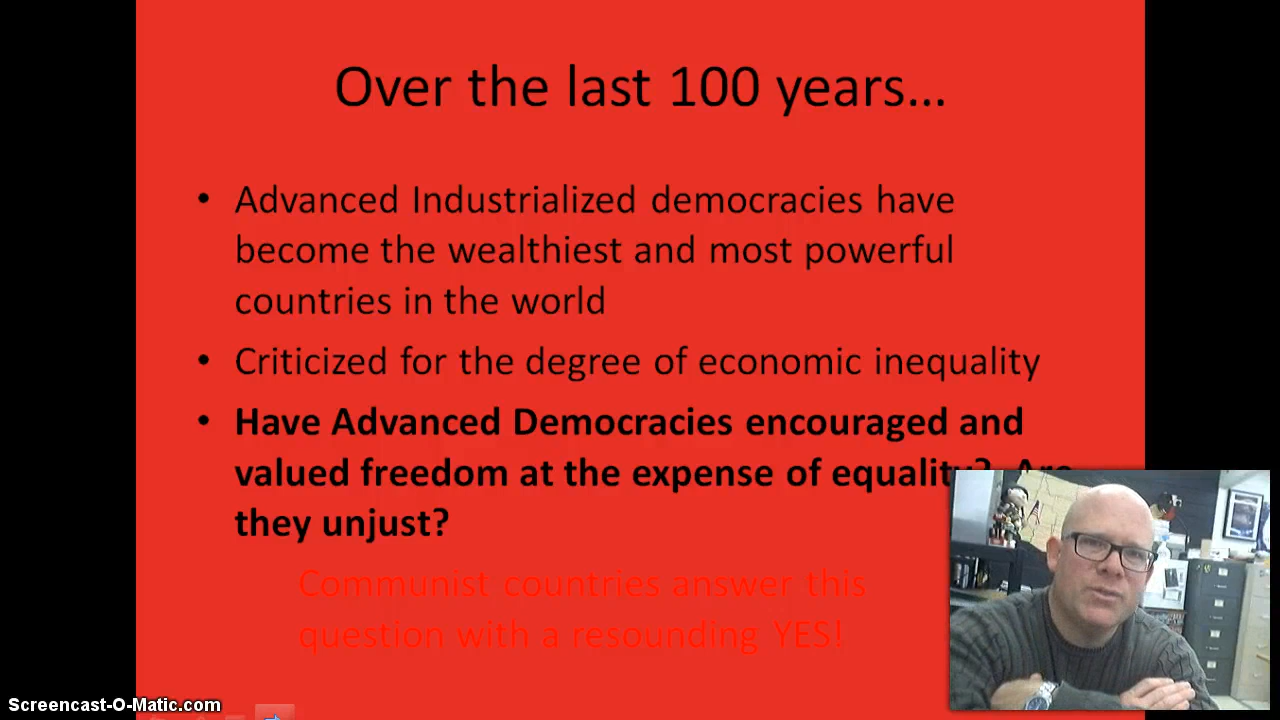 Over the last 100 years…
• Advanced Industrialized democracies have
become the wealthiest and most powerful
countries in the world
• Criticized for the degree of economic inequality
• Have Advanced Democracies encouraged and
valued freedom at the expense of equality? Are
they unjust?
Communist countries answer this
question with a resounding YES!
Screencast-O-Matic.com